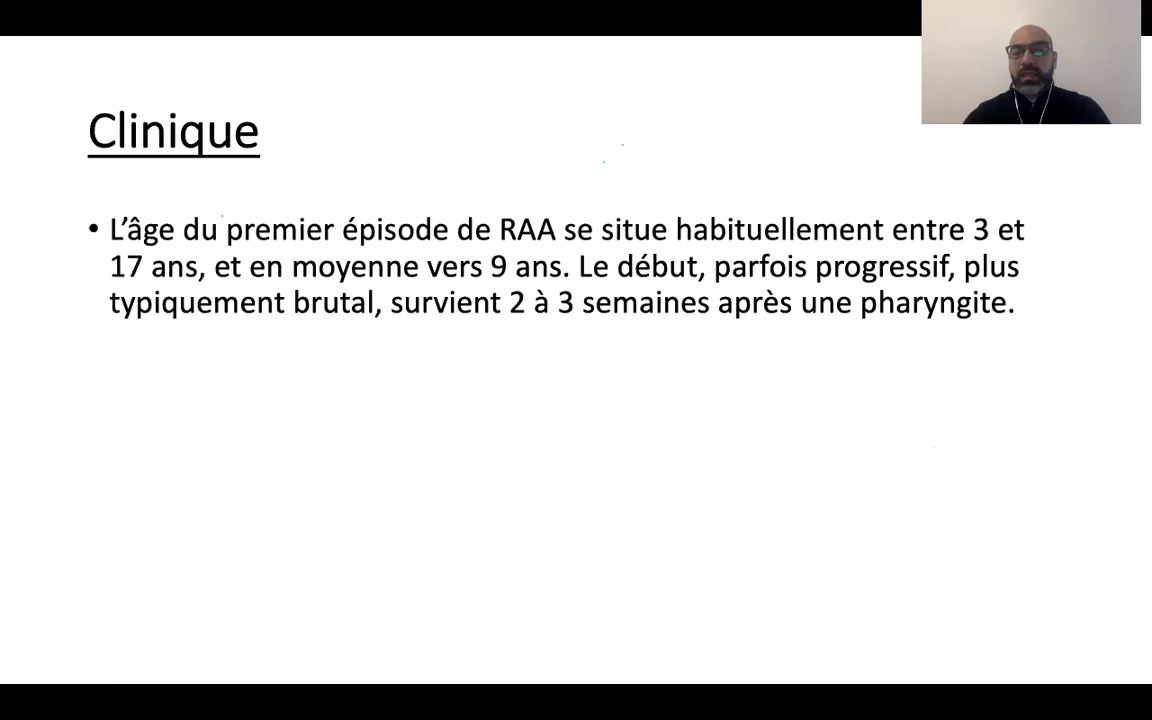 Clinique
• L’âge du premier épisode de RAA se situe habituellement entre 3 et
17 ans, et en moyenne vers 9 ans. Le début, parfois progressif, plus
typiquement brutal, survient 2 à 3 semaines après une pharyngite.